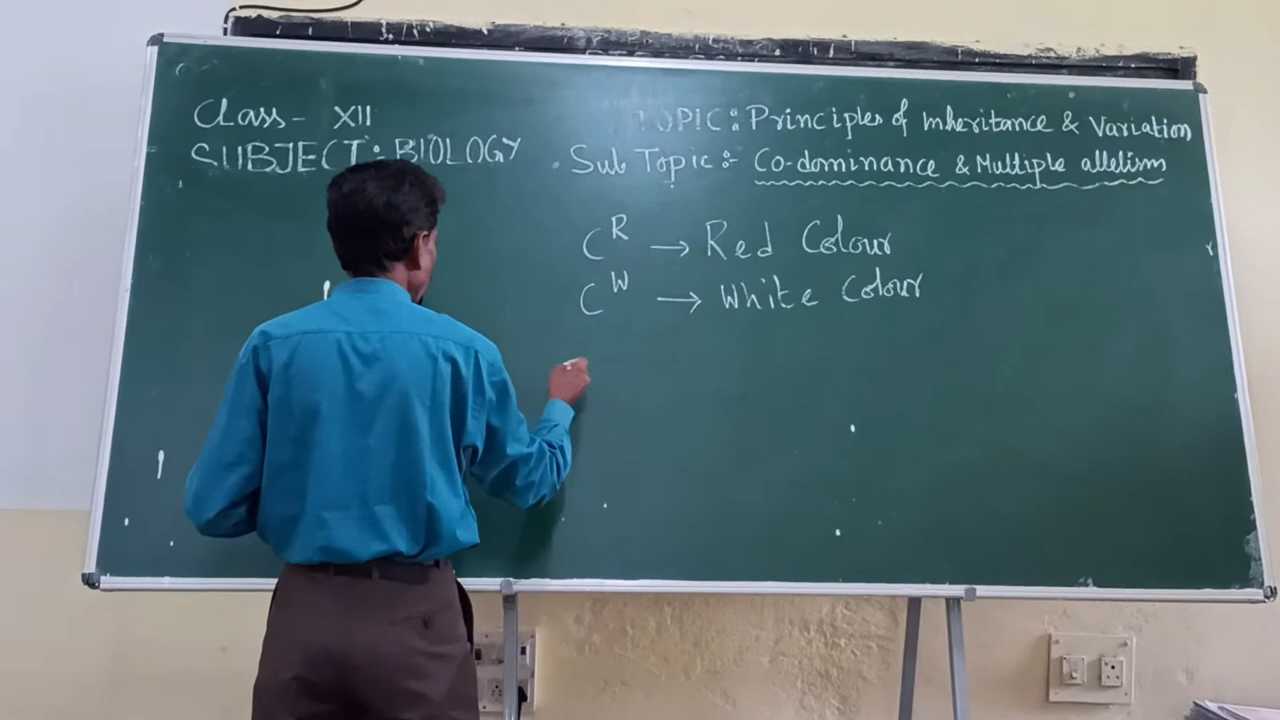 Class - XII
SUBJECT: BIOLOGY
TOPIC: Principles of Inheritance & Variation
Sub Topic :- Co-dominance & Multiple allelism
C^R → Red Colour
C^W → White Colour